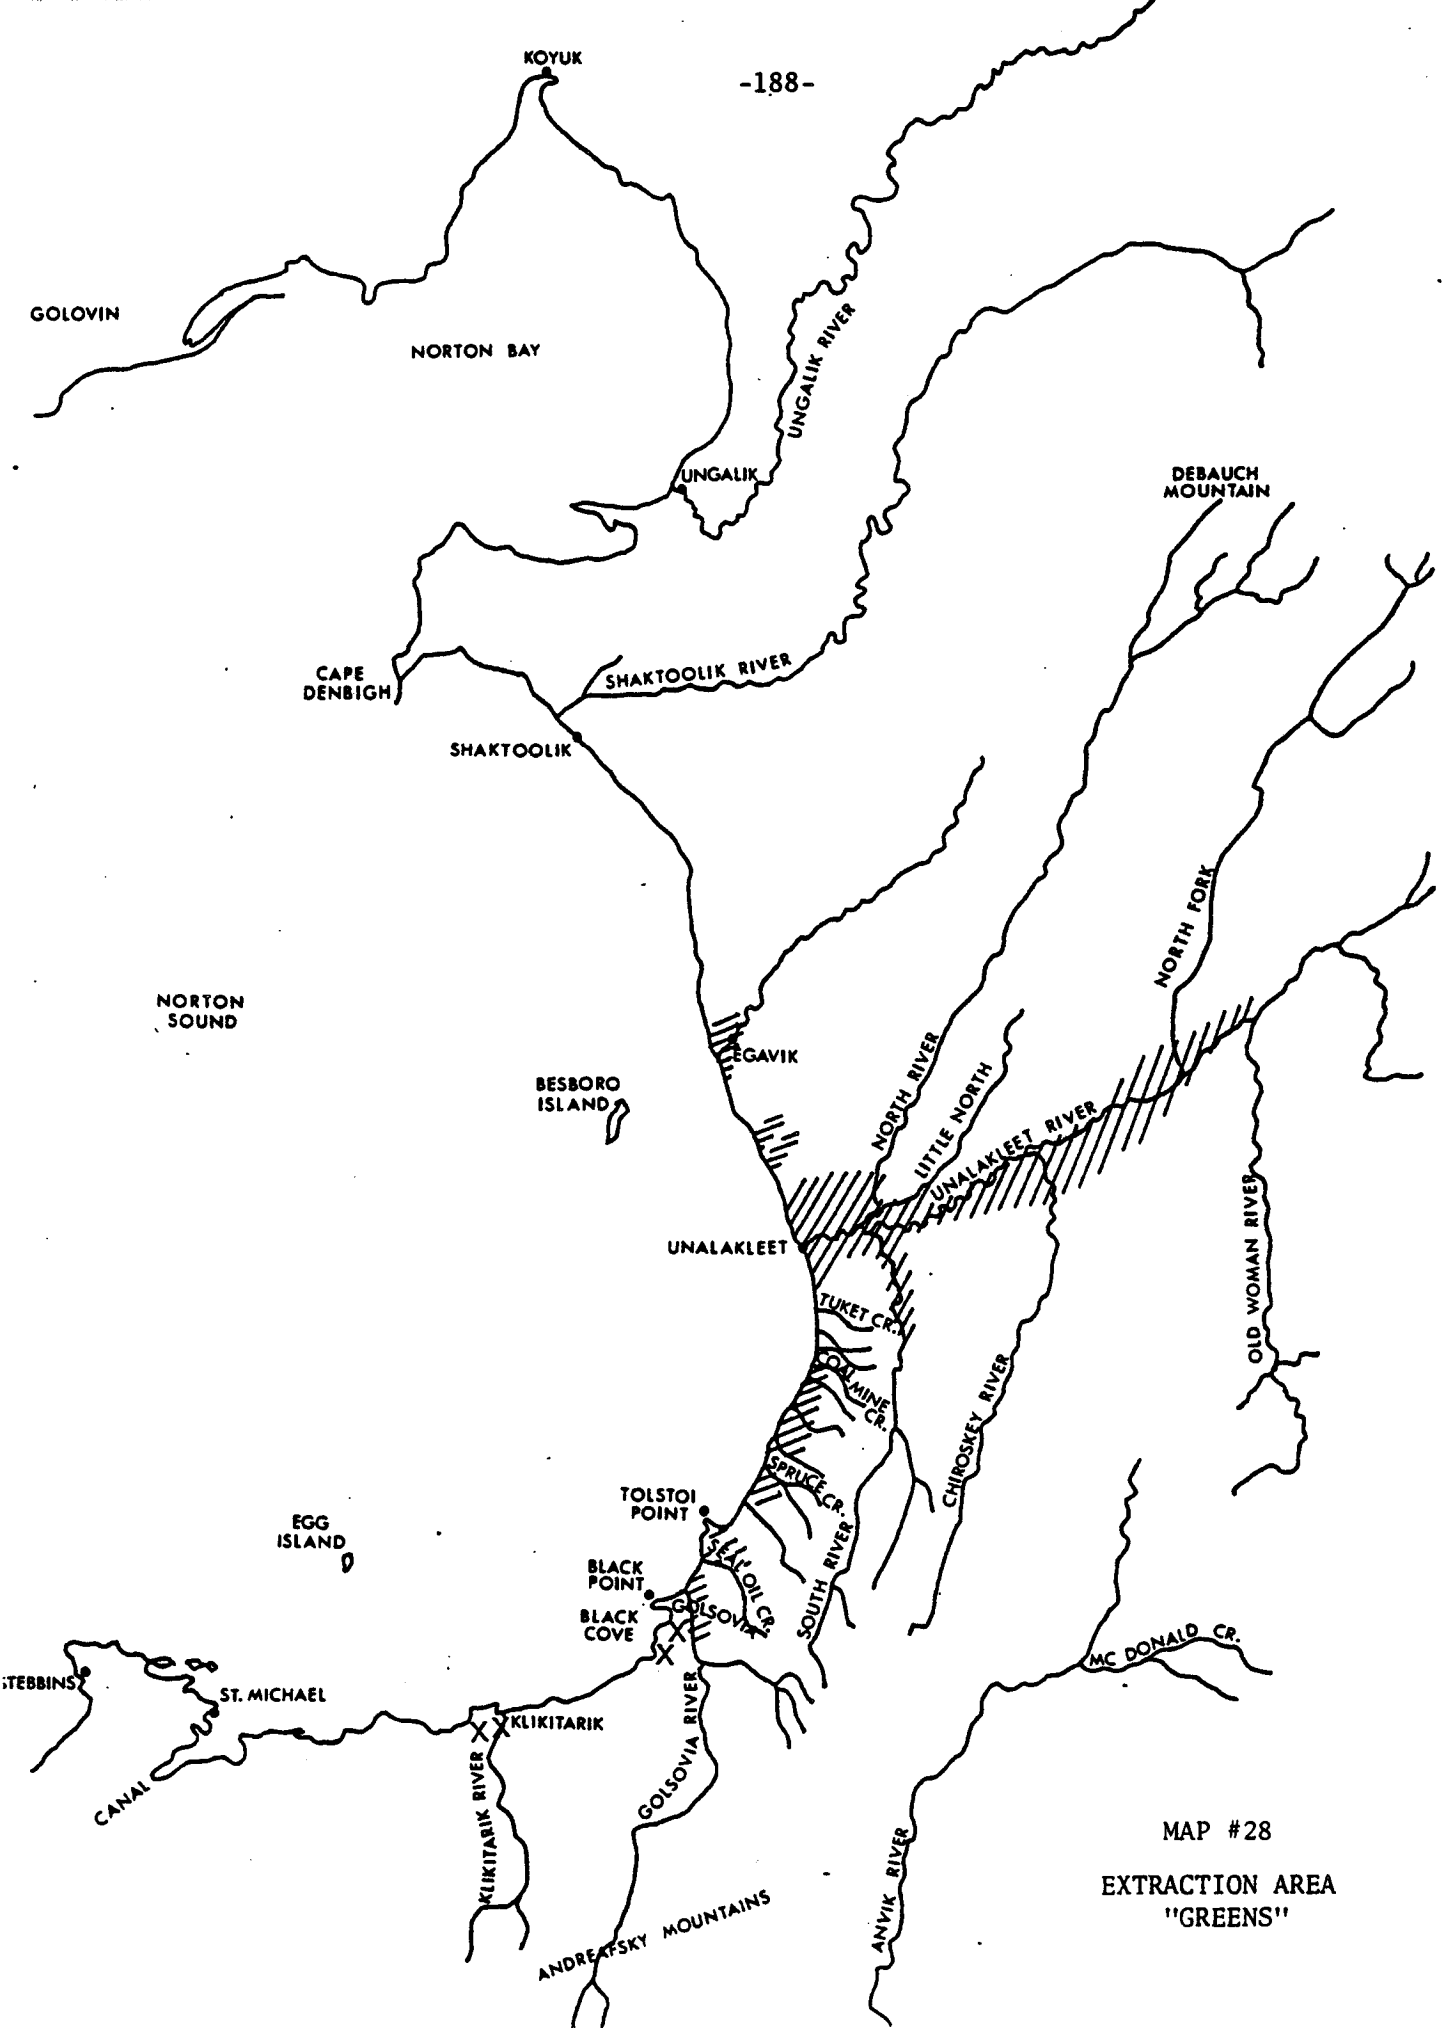 KOYUK
-188-
GOLOVIN
NORTON BAY
UNGALIK RIVER
UNGALIK
DEBAUCH
MOUNTAIN
CAPE
DENBIGH
SHAKTOOLIK RIVER
SHAKTOOLIK
NORTH FORK
NORTON
SOUND
EGAVIK
BESBORO
ISLAND
NORTH RIVER
LITTLE NORTH
UNALAKLEET RIVER
OLD WOMAN RIVER
UNALAKLEET
TUKET CR.
COAL MINE
CR.
CHIROSKEY RIVER
SPRUCE CR.
TOLSTOI
POINT
EGG
ISLAND
SEAL OIL CR.
SOUTH RIVER
BLACK
POINT
GOLSOVIA
BLACK
COVE
X
X
MC DONALD CR.
STEBBINS
ST. MICHAEL
X X KLIKITARIK
CANAL
KLIKITARIK RIVER
GOLSOVIA RIVER
ANVIK RIVER
ANDREAFSKY MOUNTAINS
MAP #28
EXTRACTION AREA
"GREENS"